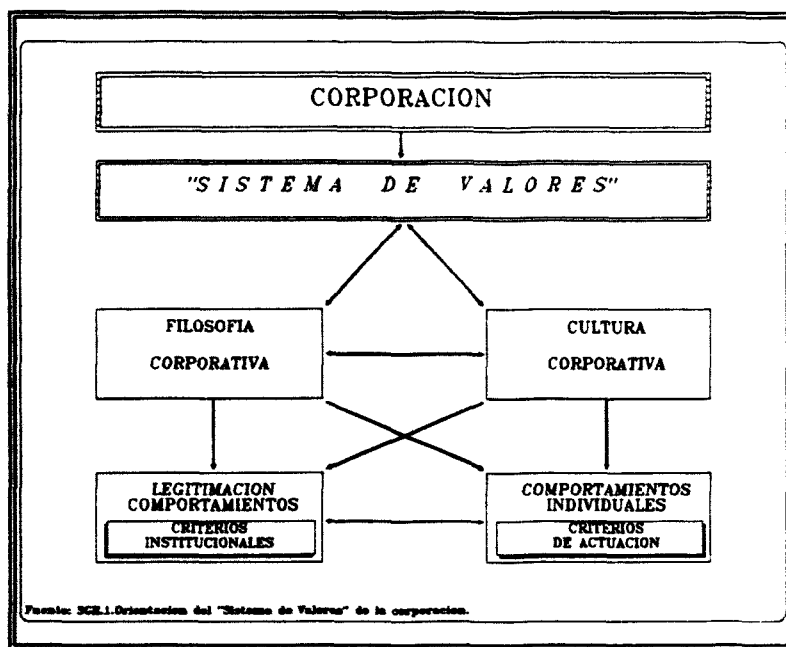 CORPORACION
"SISTEMA DE VALORES"
FILOSOFIA
CORPORATIVA
CULTURA
CORPORATIVA
LEGITIMACION
COMPORTAMIENTOS
CRITERIOS
INSTITUCIONALES
COMPORTAMIENTOS
INDIVIDUALES
CRITERIOS
DE ACTUACION
Fuente: SGE.1.Orientacion del "Sistema de Valores" de la corporacion.